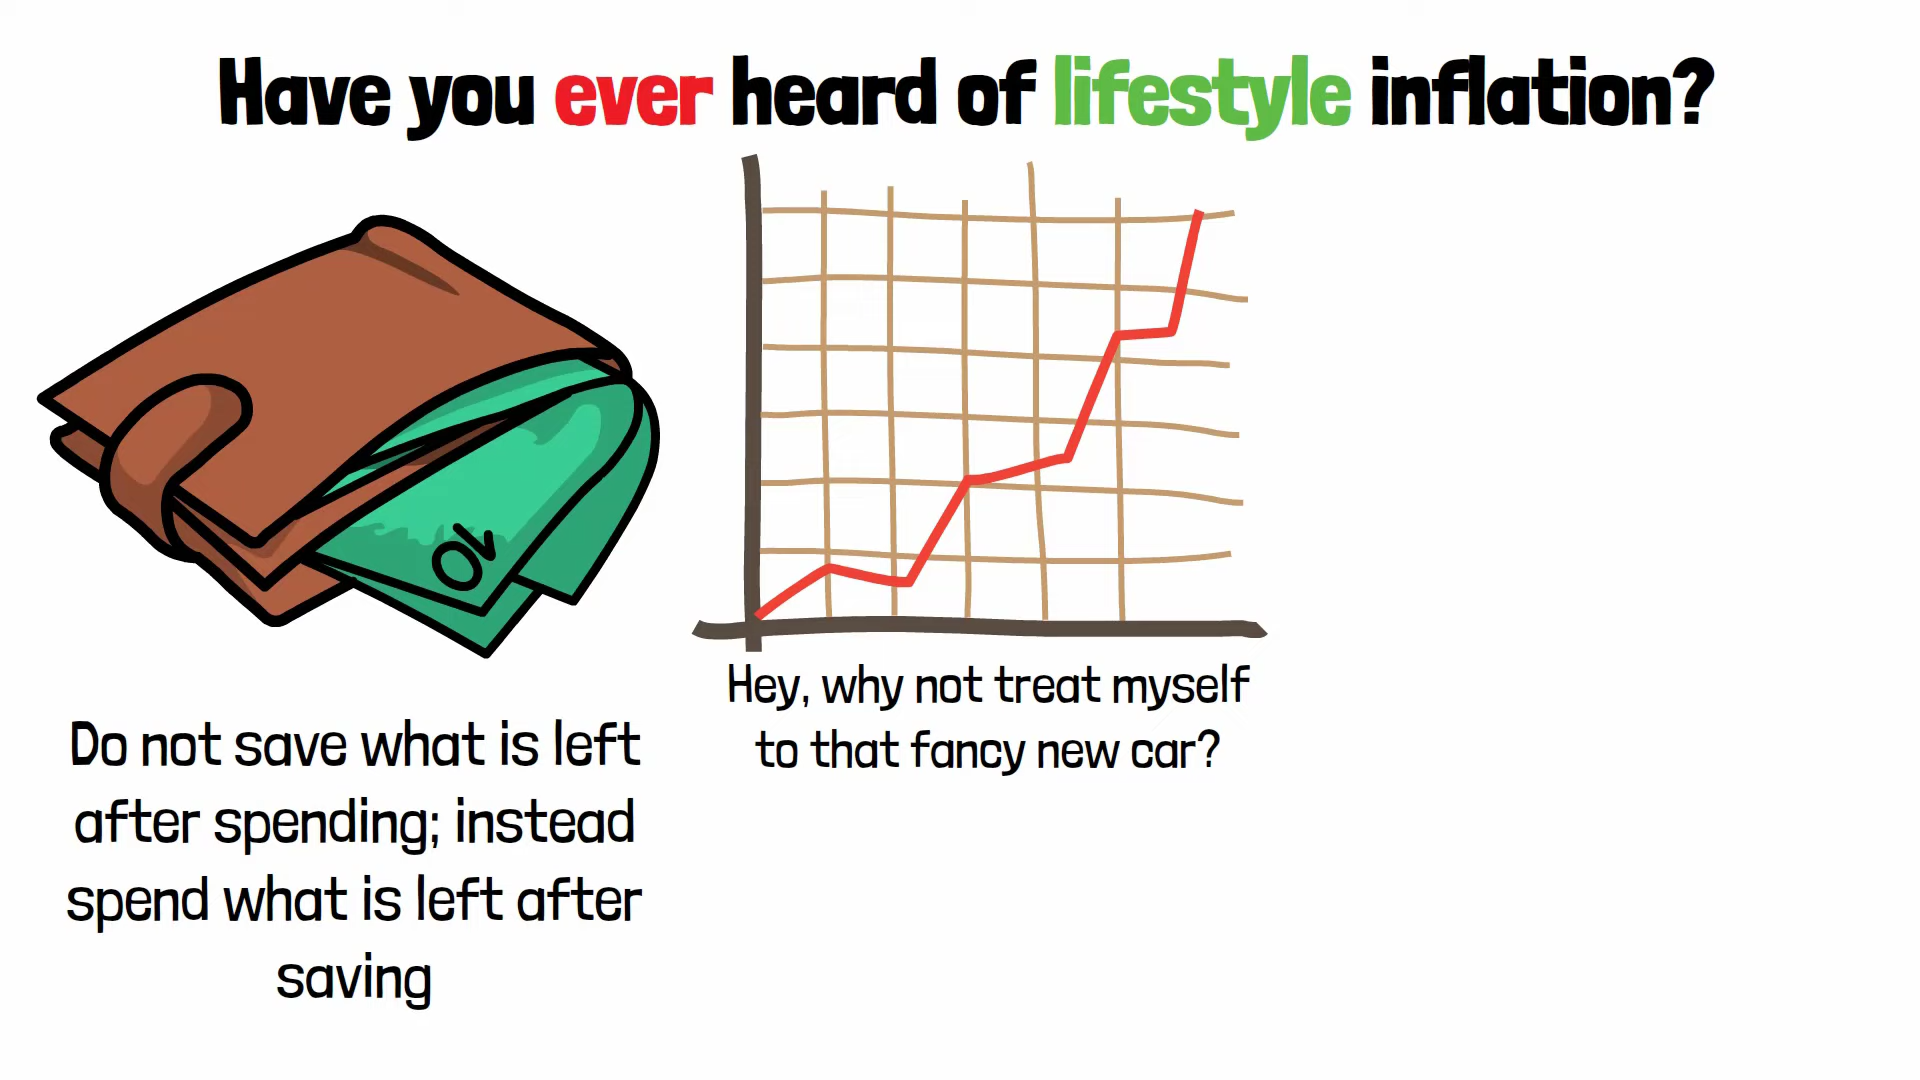 Have you ever heard of lifestyle inflation?
10
Do not save what is left
after spending; instead
spend what is left after
saving
Hey, why not treat myself
to that fancy new car?